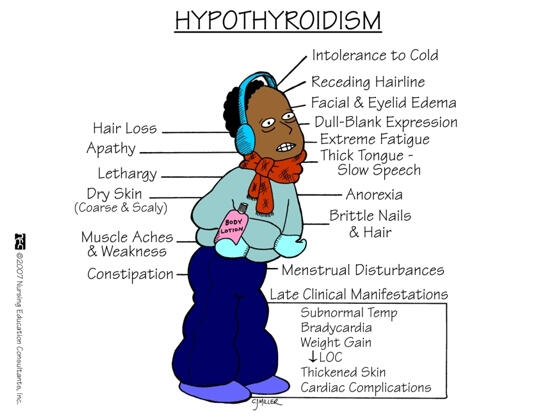 HYPOTHYROIDISM
Intolerance to Cold
Receding Hairline
Facial & Eyelid Edema
Dull-Blank Expression
Extreme Fatigue
Thick Tongue -
Slow Speech
Anorexia
Brittle Nails
& Hair
Menstrual Disturbances
Hair Loss
Apathy
Lethargy
Dry Skin
(Coarse & Scaly)
Muscle Aches
& Weakness
Constipation
BODY
LOTION
Late Clinical Manifestations
Subnormal Temp
Bradycardia
Weight Gain
↓LOC
Thickened Skin
Cardiac Complications
CJMILLER
©2007 Nursing Education Consultants, Inc.